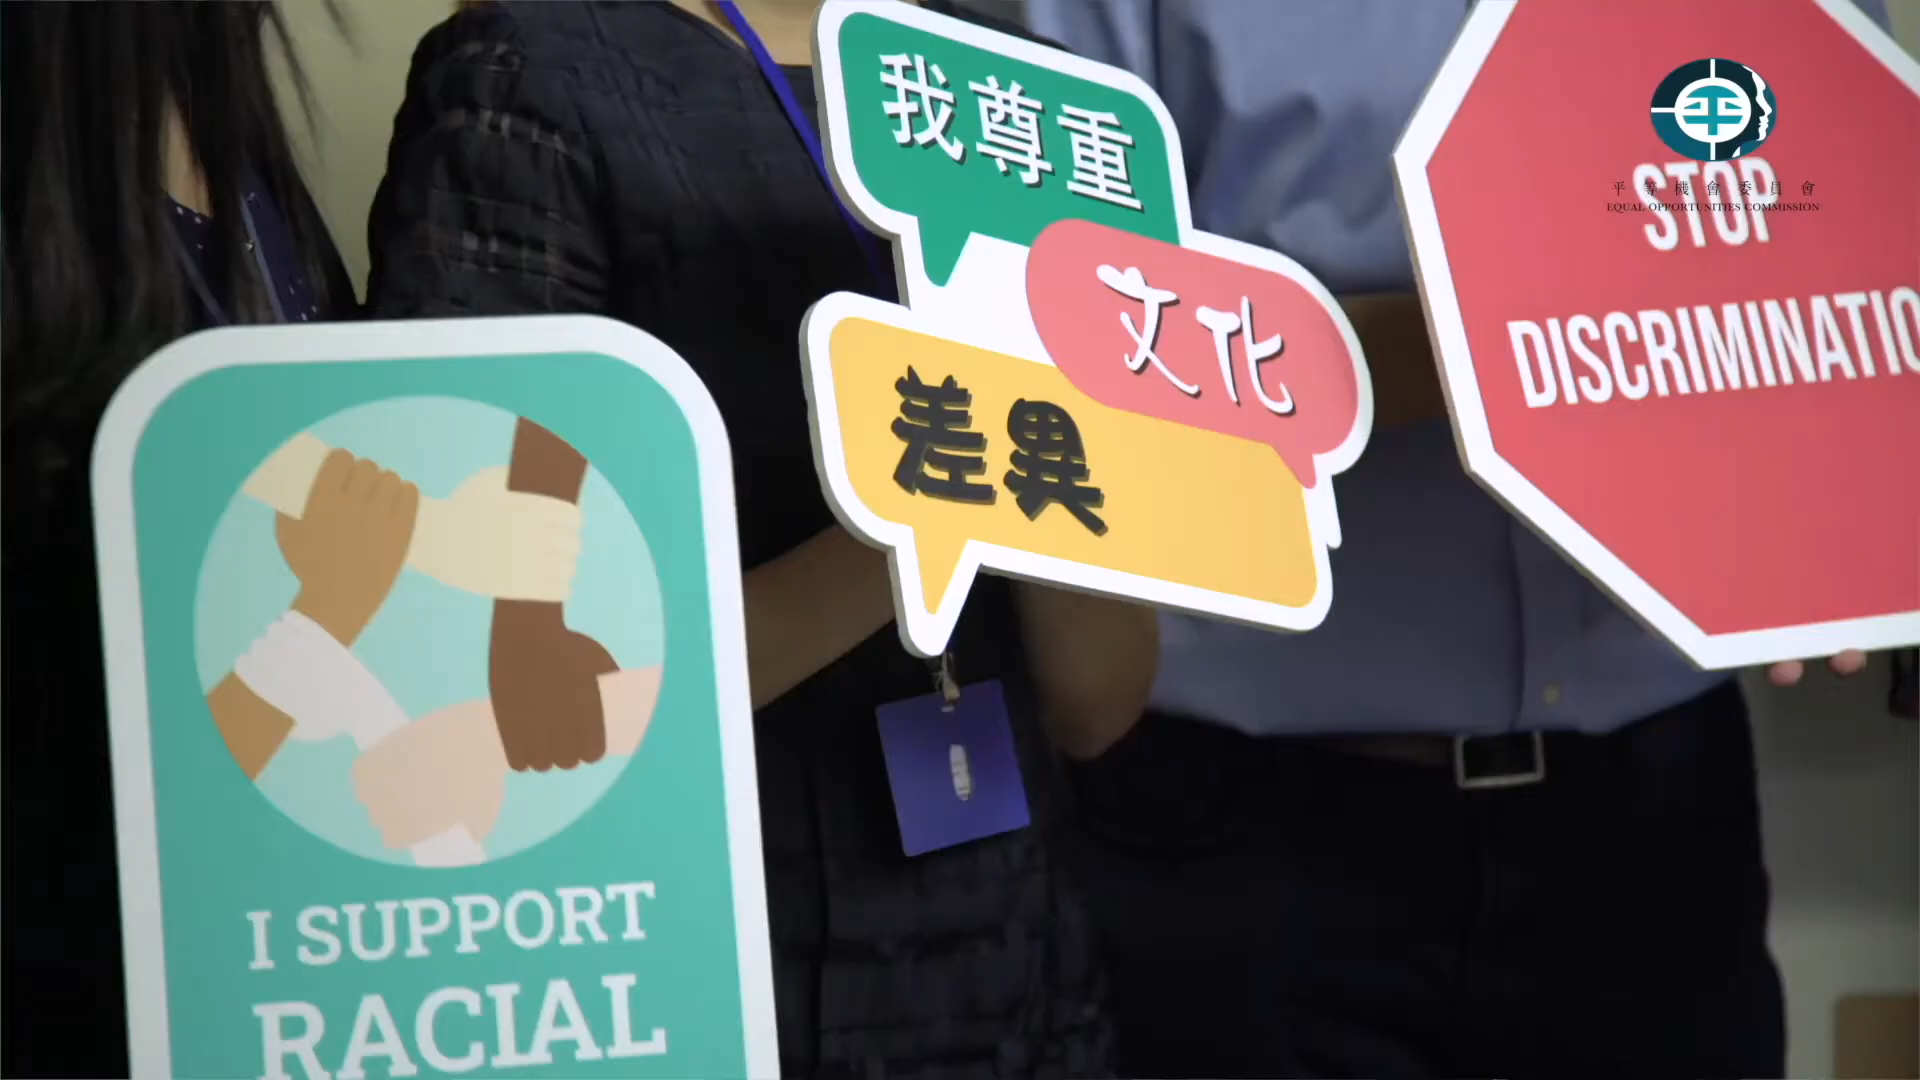 I SUPPORT
RACIAL
我尊重
文化
差異
平
平等機會委員會
EQUAL OPPORTUNITIES COMMISSION
STOP
DISCRIMINATIO